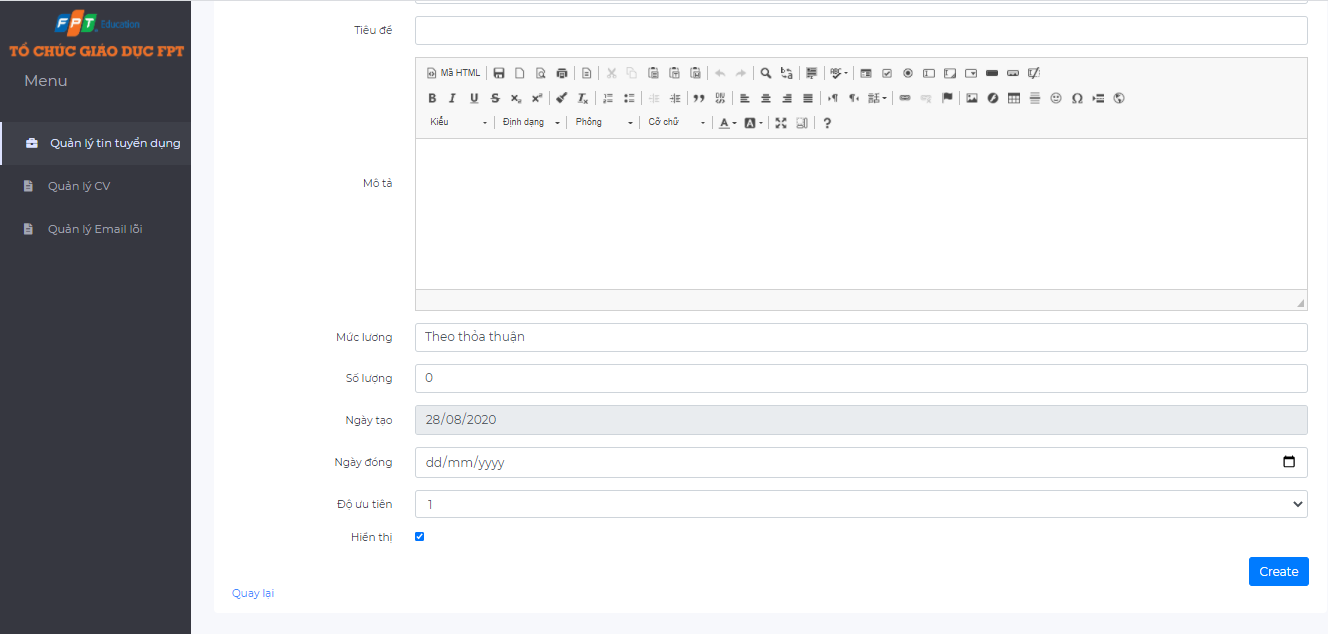 FPT Education
TỔ CHỨC GIÁO DỤC FPT
Menu
Quản lý tin tuyển dụng
Quản lý CV
Quản lý Email lỗi
Tiêu đề
Mã HTML
Kiểu
Định dạng
Phông
Cỡ chữ
Mô tả
Mức lương
Theo thỏa thuận
Số lượng
0
Ngày tạo
28/08/2020
Ngày đóng
dd/mm/yyyy
Độ ưu tiên
1
Hiển thị
Create
Quay lại